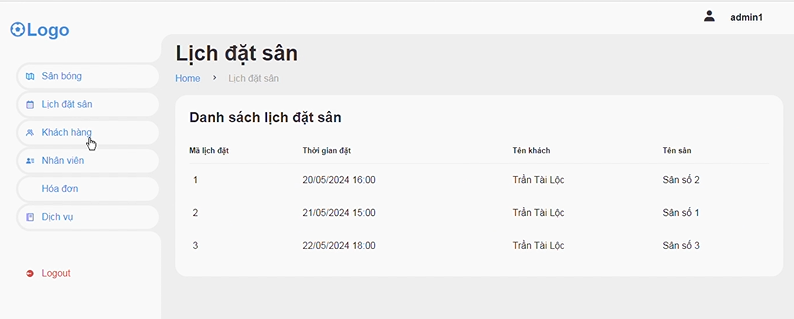 admin1
Logo
Sân bóng
Lịch đặt sân
Khách hàng
Nhân viên
Hóa đơn
Dịch vụ
Logout
Lịch đặt sân
Home > Lịch đặt sân
Danh sách lịch đặt sân
Mã lịch đặt Thời gian đặt Tên khách Tên sân
1 20/05/2024 16:00 Trần Tài Lộc Sân số 2
2 21/05/2024 15:00 Trần Tài Lộc Sân số 1
3 22/05/2024 18:00 Trần Tài Lộc Sân số 3